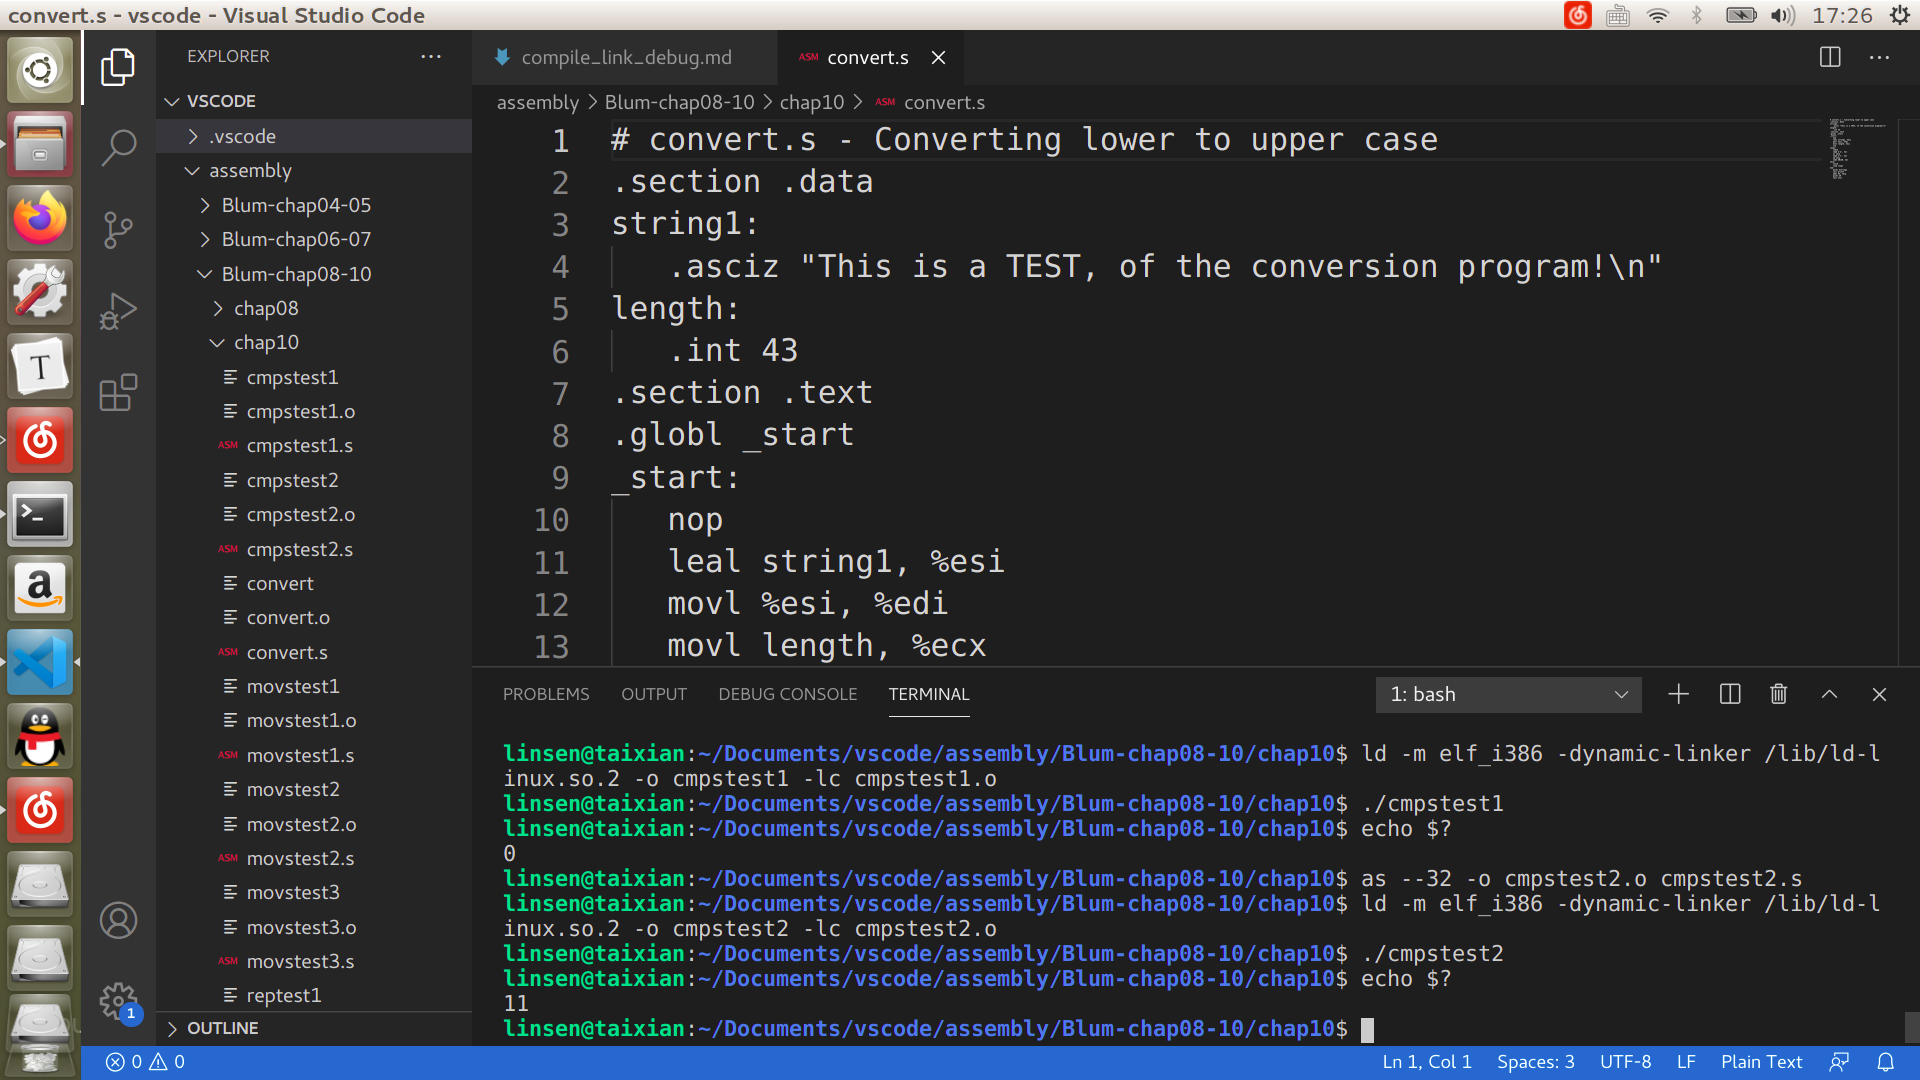 convert.s - vscode - Visual Studio Code
17:26
EXPLORER
VSCODE
.vscode
assembly
Blum-chap04-05
Blum-chap06-07
Blum-chap08-10
chap08
chap10
cmpstest1
cmpstest1.o
ASM cmpstest1.s
cmpstest2
cmpstest2.o
ASM cmpstest2.s
convert
convert.o
ASM convert.s
movstest1
movstest1.o
ASM movstest1.s
movstest2
movstest2.o
ASM movstest2.s
movstest3
movstest3.o
ASM movstest3.s
reptest1
OUTLINE
1
T
a
compile_link_debug.md
ASM convert.s
assembly > Blum-chap08-10 > chap10 > ASM convert.s
1 # convert.s - Converting lower to upper case
2 .section .data
3 string1:
4 .asciz "This is a TEST, of the conversion program!\n"
5 length:
6 .int 43
7 .section .text
8 .globl _start
9 _start:
10 nop
11 leal string1, %esi
12 movl %esi, %edi
13 movl length, %ecx
PROBLEMS OUTPUT DEBUG CONSOLE TERMINAL
1: bash
linsen@taixian:~/Documents/vscode/assembly/Blum-chap08-10/chap10$ ld -m elf_i386 -dynamic-linker /lib/ld-l
inux.so.2 -o cmpstest1 -lc cmpstest1.o
linsen@taixian:~/Documents/vscode/assembly/Blum-chap08-10/chap10$ ./cmpstest1
linsen@taixian:~/Documents/vscode/assembly/Blum-chap08-10/chap10$ echo $?
0
linsen@taixian:~/Documents/vscode/assembly/Blum-chap08-10/chap10$ as --32 -o cmpstest2.o cmpstest2.s
linsen@taixian:~/Documents/vscode/assembly/Blum-chap08-10/chap10$ ld -m elf_i386 -dynamic-linker /lib/ld-l
inux.so.2 -o cmpstest2 -lc cmpstest2.o
linsen@taixian:~/Documents/vscode/assembly/Blum-chap08-10/chap10$ ./cmpstest2
linsen@taixian:~/Documents/vscode/assembly/Blum-chap08-10/chap10$ echo $?
11
linsen@taixian:~/Documents/vscode/assembly/Blum-chap08-10/chap10$
0 0
Ln 1, Col 1 Spaces: 3 UTF-8 LF Plain Text